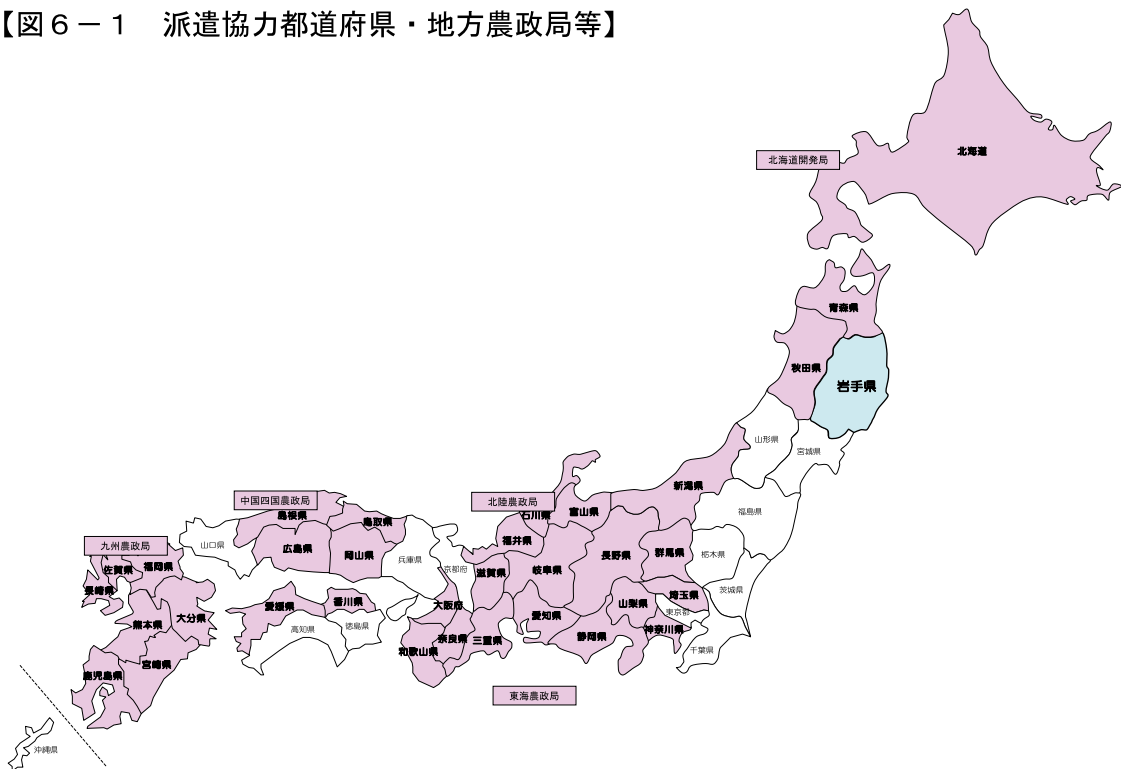 【図６－１　派遣協力都道府県・地方農政局等】
北海道開発局
北海道
青森県
秋田県
岩手県
山形県
宮城県
新潟県
福島県
中国四国農政局
北陸農政局
石川県
富山県
島根県
鳥取県
九州農政局
山口県
広島県
岡山県
兵庫県
京都府
福井県
滋賀県
岐阜県
長野県
群馬県
栃木県
茨城県
佐賀県
福岡県
長崎県
大分県
熊本県
愛媛県
香川県
高知県
徳島県
大阪府
愛知県
山梨県
埼玉県
東京都
神奈川県
千葉県
静岡県
奈良県
三重県
和歌山県
宮崎県
鹿児島県
東海農政局
沖縄県